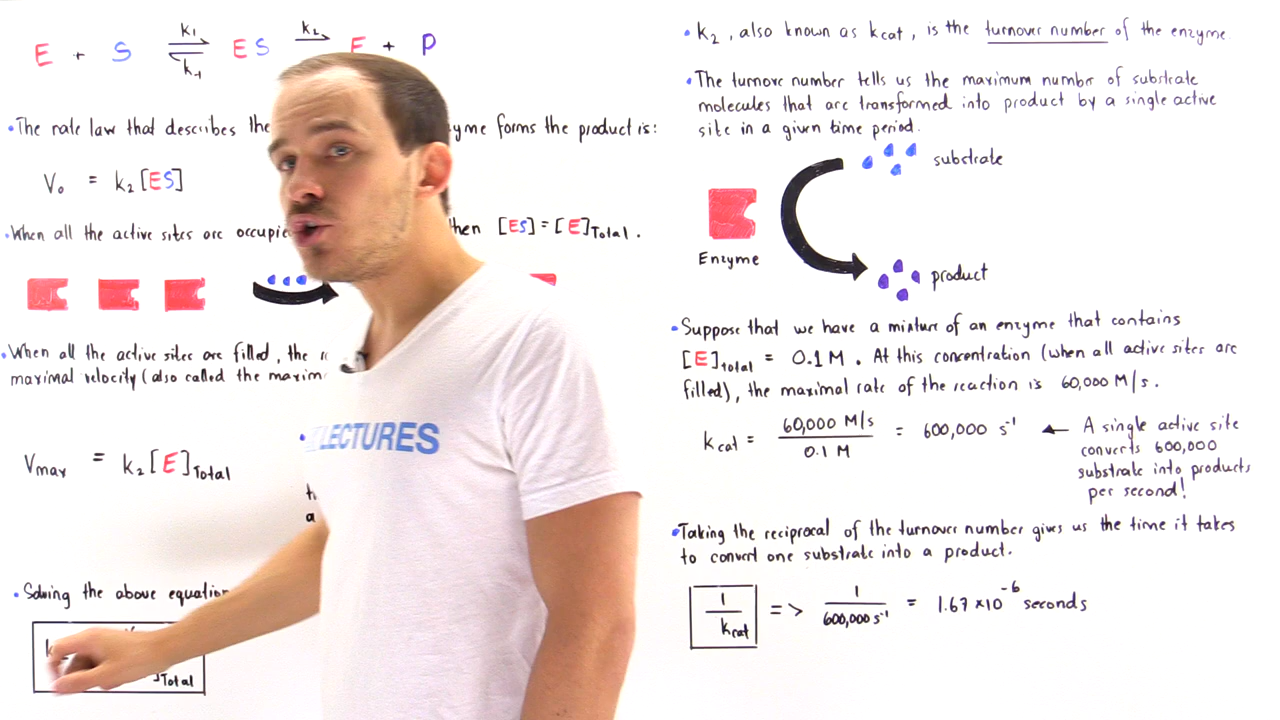 E + S k₁ k₋₁ ES k₂ E + P
•The rate law that describes the
zyme forms the product is:
V₀ = k₂[ES]
•When all the active sites are occupie
then [ES]=[E]Total.
•When all the active sites are filled, the
maximal velocity (also called the maxim
Vmax = k₂[E]Total
•Solving the above equation
Total
LECTURES
•k₂, also known as kcat, is the turnover number of the enzyme
•The turnove number tells us the maximum number of substrate
molecules that are transformed into product by a single active
site in a given time period.
substrate
Enzyme
product
•Suppose that we have a mixture of an enzyme that contains
[E]total = 0.1 M. At this concentration (when all active sites are
filled), the maximal rate of the reaction is 60,000 M/s.
kcat = 60,000 M/s / 0.1 M = 600,000 s⁻¹
A single active site
converts 600,000
substrate into products
per second!
•Taking the reciprocal of the turnover number gives us the time it takes
to convert one substrate into a product.
1/kcat => 1/600,000 s⁻¹ = 1.67 ×10⁻⁶ seconds